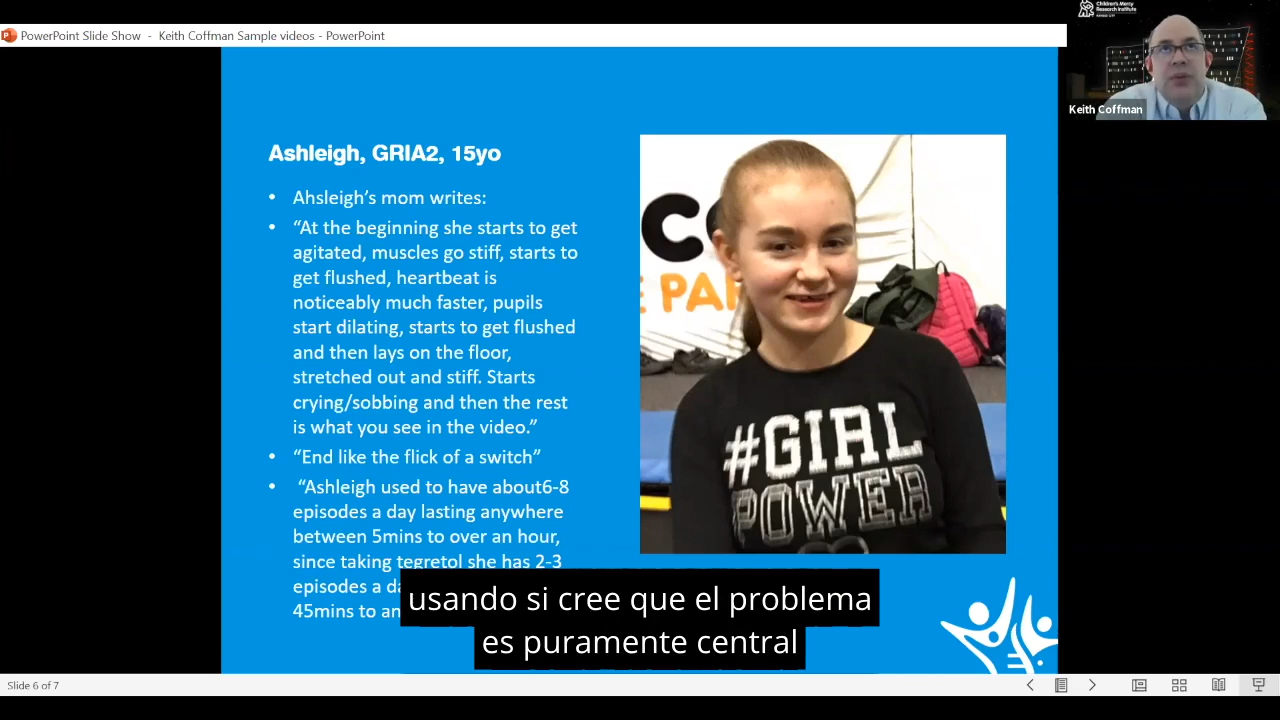 Children's Mercy
Research Institute
KANSAS CITY
PowerPoint Slide Show - Keith Coffman Sample videos - PowerPoint
Keith Coffman
Ashleigh, GRIA2, 15yo
• Ahsleigh’s mom writes:
• “At the beginning she starts to get
agitated, muscles go stiff, starts to
get flushed, heartbeat is
noticeably much faster, pupils
start dilating, starts to get flushed
and then lays on the floor,
stretched out and stiff. Starts
crying/sobbing and then the rest
is what you see in the video.”
• “End like the flick of a switch”
• “Ashleigh used to have about6-8
episodes a day lasting anywhere
between 5mins to over an hour,
since taking tegretol she has 2-3
episodes a
45mins to
#GIRL
POWER
usando si cree que el problema
es puramente central
Slide 6 of 7